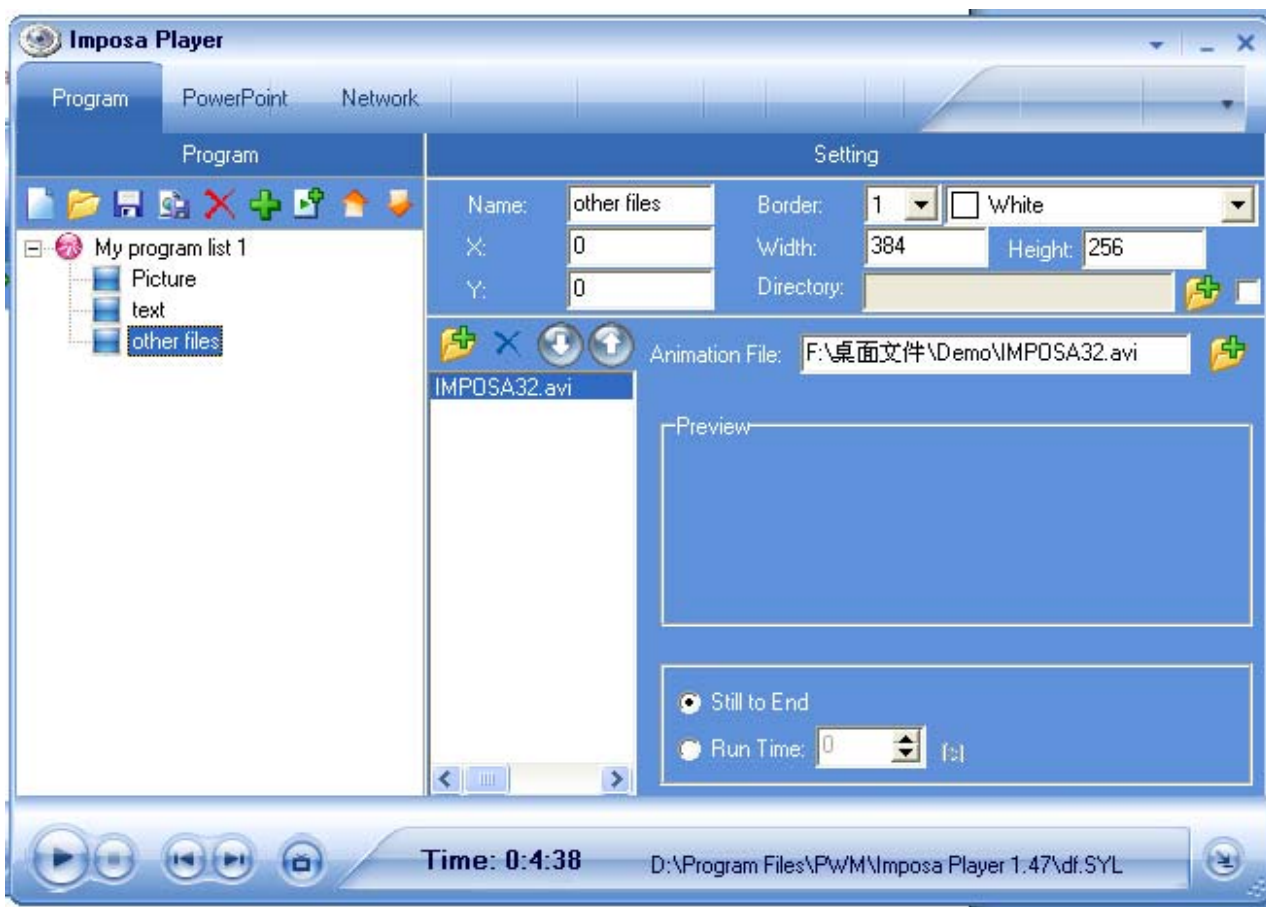 Imposa Player
Program PowerPoint Network
Program
Setting
Name: other files Border: 1 White
X: 0 Width: 384 Height: 256
Y: 0 Directory:
My program list 1
Picture
text
other files
Animation File: F:\桌面文件\Demo\IMPOSA32.avi
IMPOSA32.avi
Preview
Still to End
Run Time: 0 (s)
Time: 0:4:38 D:\Program Files\PWM\Imposa Player 1.47\df.SYL